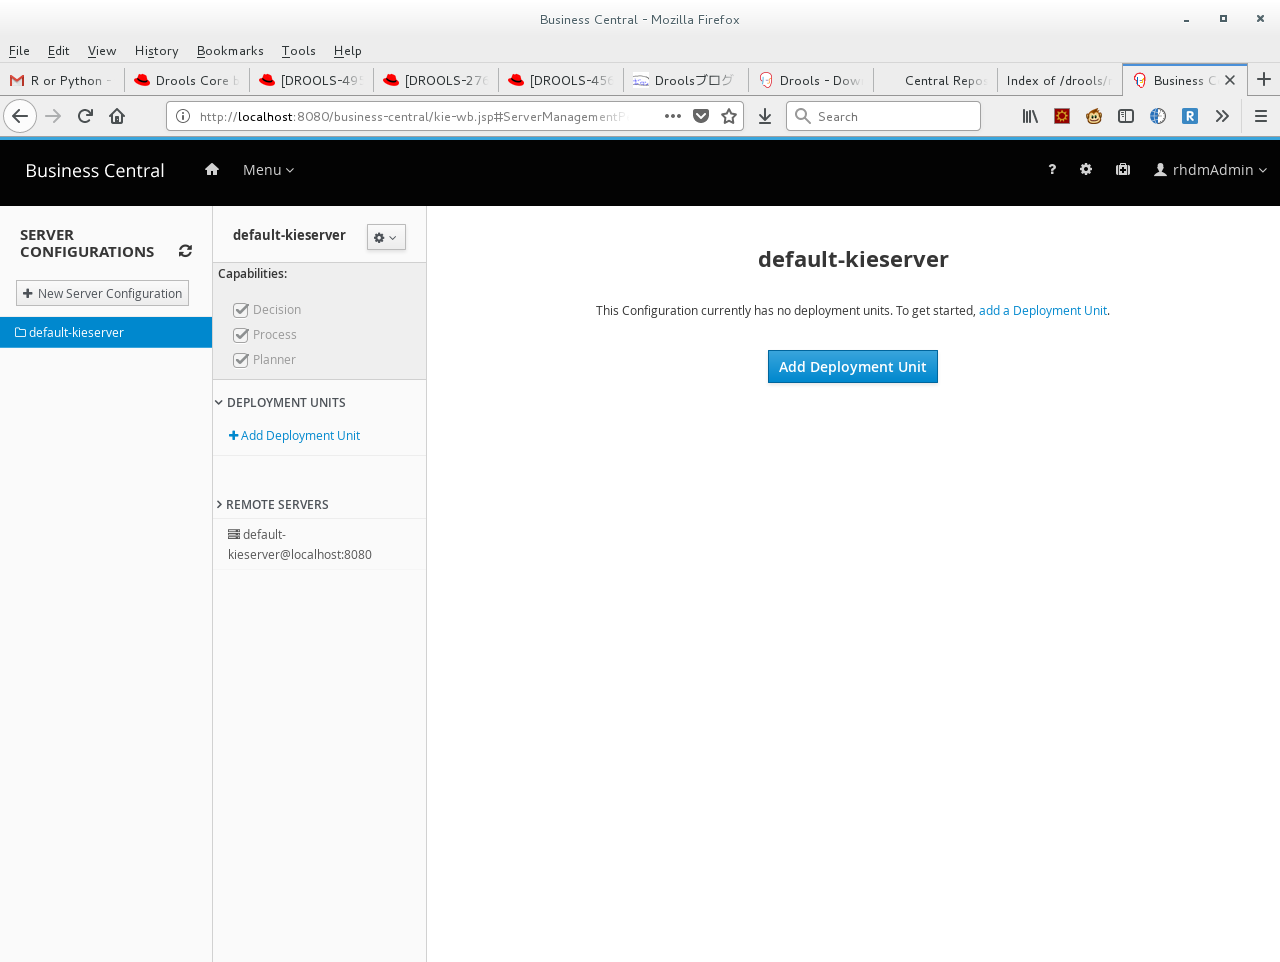 Business Central - Mozilla Firefox
File Edit View History Bookmarks Tools Help
R or Python - Drools Core [DROOLS-495 [DROOLS-276 [DROOLS-456 Droolsブログ Drools - Dow Central Repos Index of /drools/r Business C
http://localhost:8080/business-central/kie-wb.jsp#ServerManagementP Search
Business Central Menu ? rhdmAdmin
SERVER CONFIGURATIONS
New Server Configuration
default-kieserver
default-kieserver
Capabilities:
Decision
Process
Planner
DEPLOYMENT UNITS
Add Deployment Unit
REMOTE SERVERS
default-
kieserver@localhost:8080
default-kieserver
This Configuration currently has no deployment units. To get started, add a Deployment Unit.
Add Deployment Unit